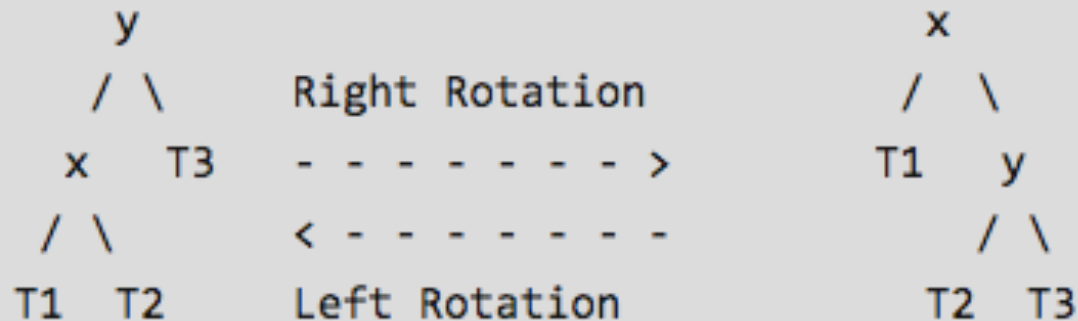 y x
/ \ Right Rotation / \
x T3 - - - - - - - > T1 y
/ \ < - - - - - - - / \
T1 T2 Left Rotation T2 T3